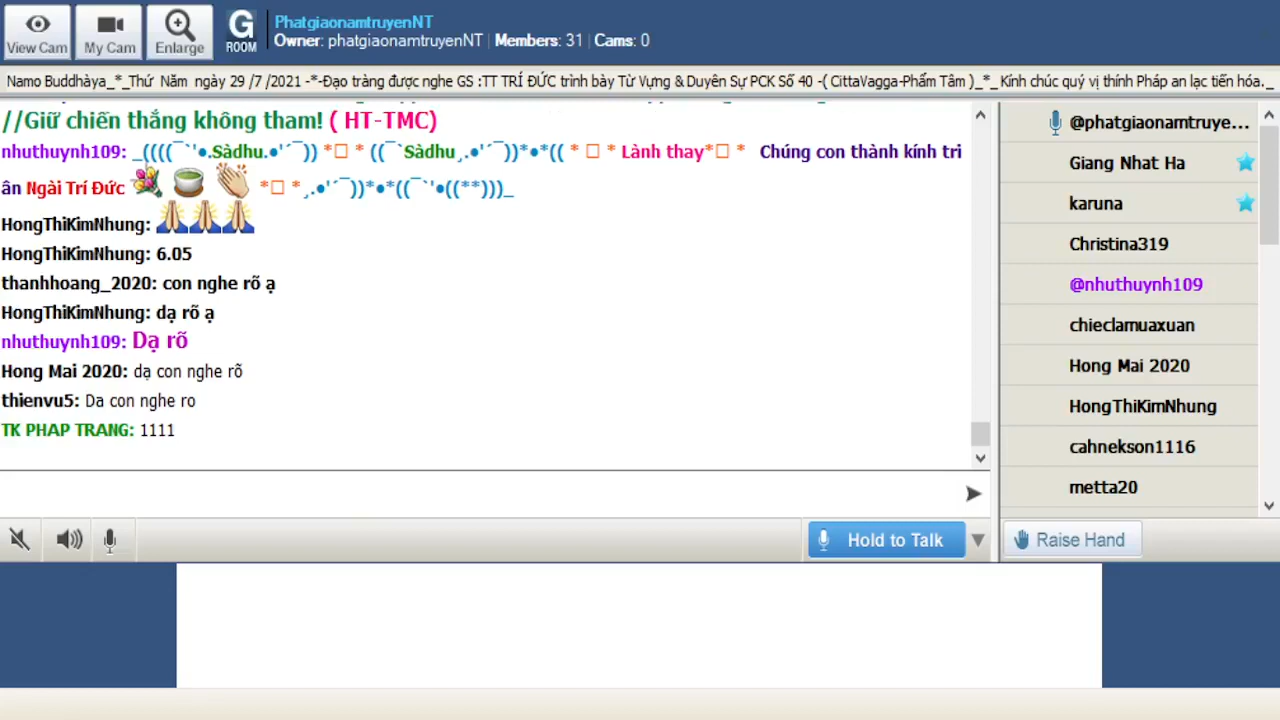 PhatgiaonamtruyenNT
View Cam My Cam Enlarge G ROOM Owner: phatgiaonamtruyenNT | Members: 31 | Cams: 0
Namo Buddhàya_*_Thứ Năm ngày 29 /7 /2021 -*-Đạo tràng được nghe GS :TT TRÍ ĐỨC trình bày Từ Vựng & Duyên Sự PCK Số 40 -( CittaVagga-Phẩm Tâm )_*_Kính chúc quý vị thính Pháp an lạc tiến hóa._
//Giữ chiến thắng không tham! ( HT-TMC)
nhuthuynh109: _((((¯`'•.Sàdhu.•'´¯)) *□ * ((¯`Sàdhu¸.•'´¯))*•*(( * □ * Lành thay*□ * Chúng con thành kính tri
ân Ngài Trí Đức *□ *¸.•'´¯))*•*((¯`'•((**)))_
HongThiKimNhung: 🙏🙏🙏
HongThiKimNhung: 6.05
thanhhoang_2020: con nghe rõ ạ
HongThiKimNhung: dạ rõ ạ
nhuthuynh109: Dạ rõ
Hong Mai 2020: dạ con nghe rõ
thienvu5: Da con nghe ro
TK PHAP TRANG: 1111
Hold to Talk
@phatgiaonamtruye...
Giang Nhat Ha
karuna
Christina319
@nhuthuynh109
chieclamuaxuan
Hong Mai 2020
HongThiKimNhung
cahnekson1116
metta20
Raise Hand